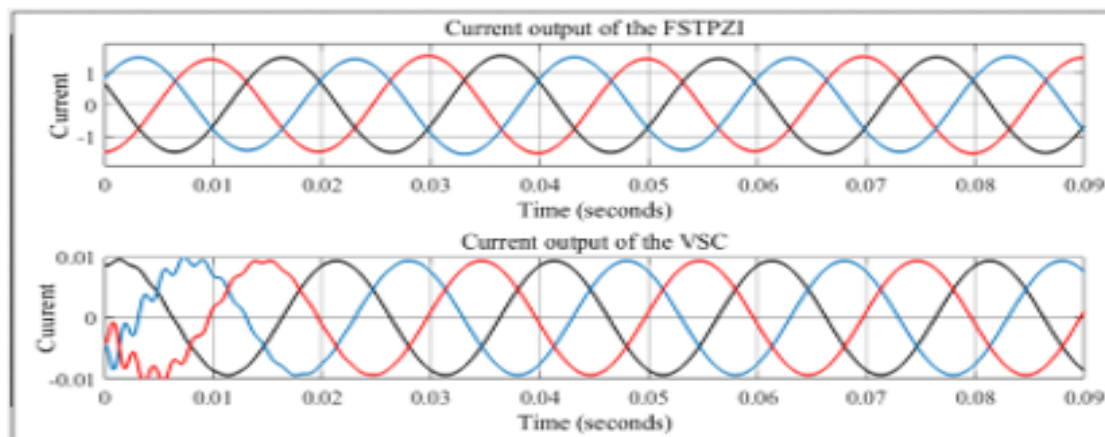 Current output of the FSTPZI
Current
1
0
-1
0 0.01 0.02 0.03 0.04 0.05 0.06 0.07 0.08 0.09
Time (seconds)
Current output of the VSC
Cuurent
0.01
0
-0.01
0 0.01 0.02 0.03 0.04 0.05 0.06 0.07 0.08 0.09
Time (seconds)